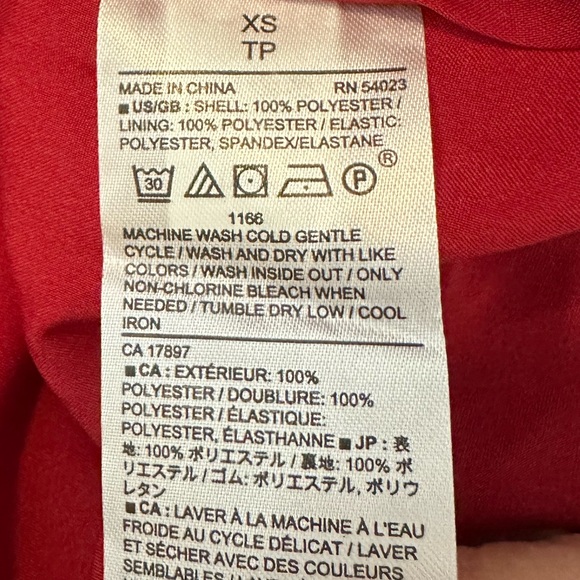 XS
TP
MADE IN CHINA RN 54023
■ US/GB : SHELL: 100% POLYESTER /
LINING: 100% POLYESTER / ELASTIC:
POLYESTER, SPANDEX/ELASTANE
30 P ®
1166
MACHINE WASH COLD GENTLE
CYCLE / WASH AND DRY WITH LIKE
COLORS / WASH INSIDE OUT / ONLY
NON-CHLORINE BLEACH WHEN
NEEDED / TUMBLE DRY LOW / COOL
IRON
CA 17897
■ CA : EXTÉRIEUR: 100%
POLYESTER / DOUBLURE: 100%
POLYESTER / ÉLASTIQUE:
POLYESTER, ÉLASTHANNE ■ JP : 表
地: 100% ポリエステル / 裏地: 100% ポ
リエステル / ゴム: ポリエステル, ポリウ
レタン
■ CA : LAVER À LA MACHINE À L'EAU
FROIDE AU CYCLE DÉLICAT / LAVER
ET SÉCHER AVEC DES COULEURS
SEMBLABLES / LAVER